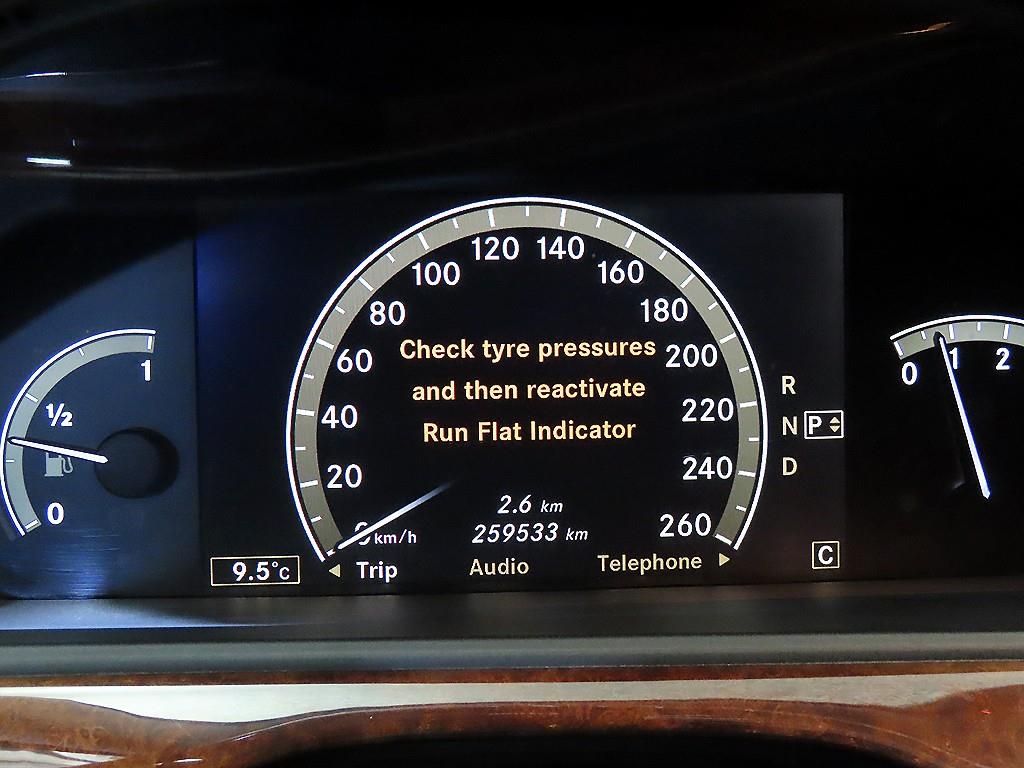 1
½
0
120 140
100 160
80 180
60 200
40 220
20 240
0 km/h 260
Check tyre pressures
and then reactivate
Run Flat Indicator
2.6 km
259533 km
Trip Audio Telephone
9.5°C
R
N P
D
C
0 1 2